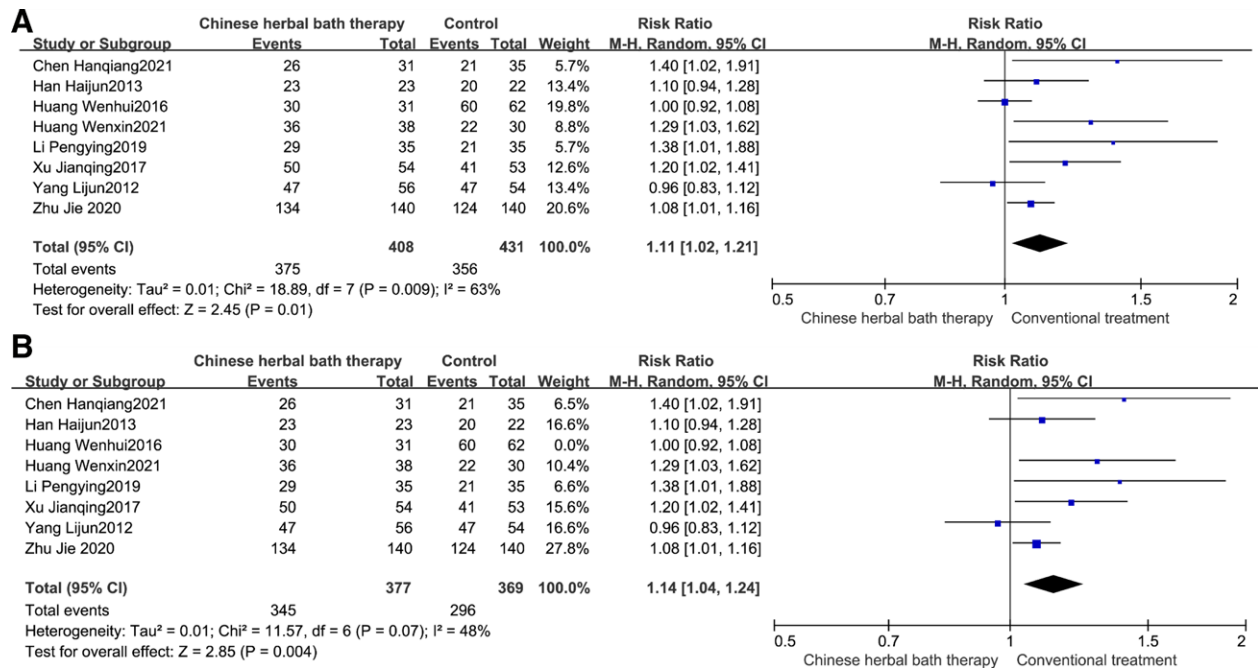 A
Chinese herbal bath therapy Control Risk Ratio Risk Ratio
Study or Subgroup Events Total Events Total Weight M-H, Random, 95% CI M-H, Random, 95% CI
Chen Hanqiang2021 26 31 21 35 5.7% 1.40 [1.02, 1.91]
Han Haijun2013 23 23 20 22 13.4% 1.10 [0.94, 1.28]
Huang Wenhui2016 30 31 60 62 19.8% 1.00 [0.92, 1.08]
Huang Wenxin2021 36 38 22 30 8.8% 1.29 [1.03, 1.62]
Li Pengying2019 29 35 21 35 5.7% 1.38 [1.01, 1.88]
Xu Jianqing2017 50 54 41 53 12.6% 1.20 [1.02, 1.41]
Yang Lijun2012 47 56 47 54 13.4% 0.96 [0.83, 1.12]
Zhu Jie 2020 134 140 124 140 20.6% 1.08 [1.01, 1.16]
Total (95% CI) 408 431 100.0% 1.11 [1.02, 1.21]
Total events 375 356
Heterogeneity: Tau² = 0.01; Chi² = 18.89, df = 7 (P = 0.009); I² = 63%
Test for overall effect: Z = 2.45 (P = 0.01)
0.5 0.7 1 1.5 2
Chinese herbal bath therapy Conventional treatment
B
Chinese herbal bath therapy Control Risk Ratio Risk Ratio
Study or Subgroup Events Total Events Total Weight M-H, Random, 95% CI M-H, Random, 95% CI
Chen Hanqiang2021 26 31 21 35 6.5% 1.40 [1.02, 1.91]
Han Haijun2013 23 23 20 22 16.6% 1.10 [0.94, 1.28]
Huang Wenhui2016 30 31 60 62 0.0% 1.00 [0.92, 1.08]
Huang Wenxin2021 36 38 22 30 10.4% 1.29 [1.03, 1.62]
Li Pengying2019 29 35 21 35 6.6% 1.38 [1.01, 1.88]
Xu Jianqing2017 50 54 41 53 15.6% 1.20 [1.02, 1.41]
Yang Lijun2012 47 56 47 54 16.6% 0.96 [0.83, 1.12]
Zhu Jie 2020 134 140 124 140 27.8% 1.08 [1.01, 1.16]
Total (95% CI) 377 369 100.0% 1.14 [1.04, 1.24]
Total events 345 296
Heterogeneity: Tau² = 0.01; Chi² = 11.57, df = 6 (P = 0.07); I² = 48%
Test for overall effect: Z = 2.85 (P = 0.004)
0.5 0.7 1 1.5 2
Chinese herbal bath therapy Conventional treatment